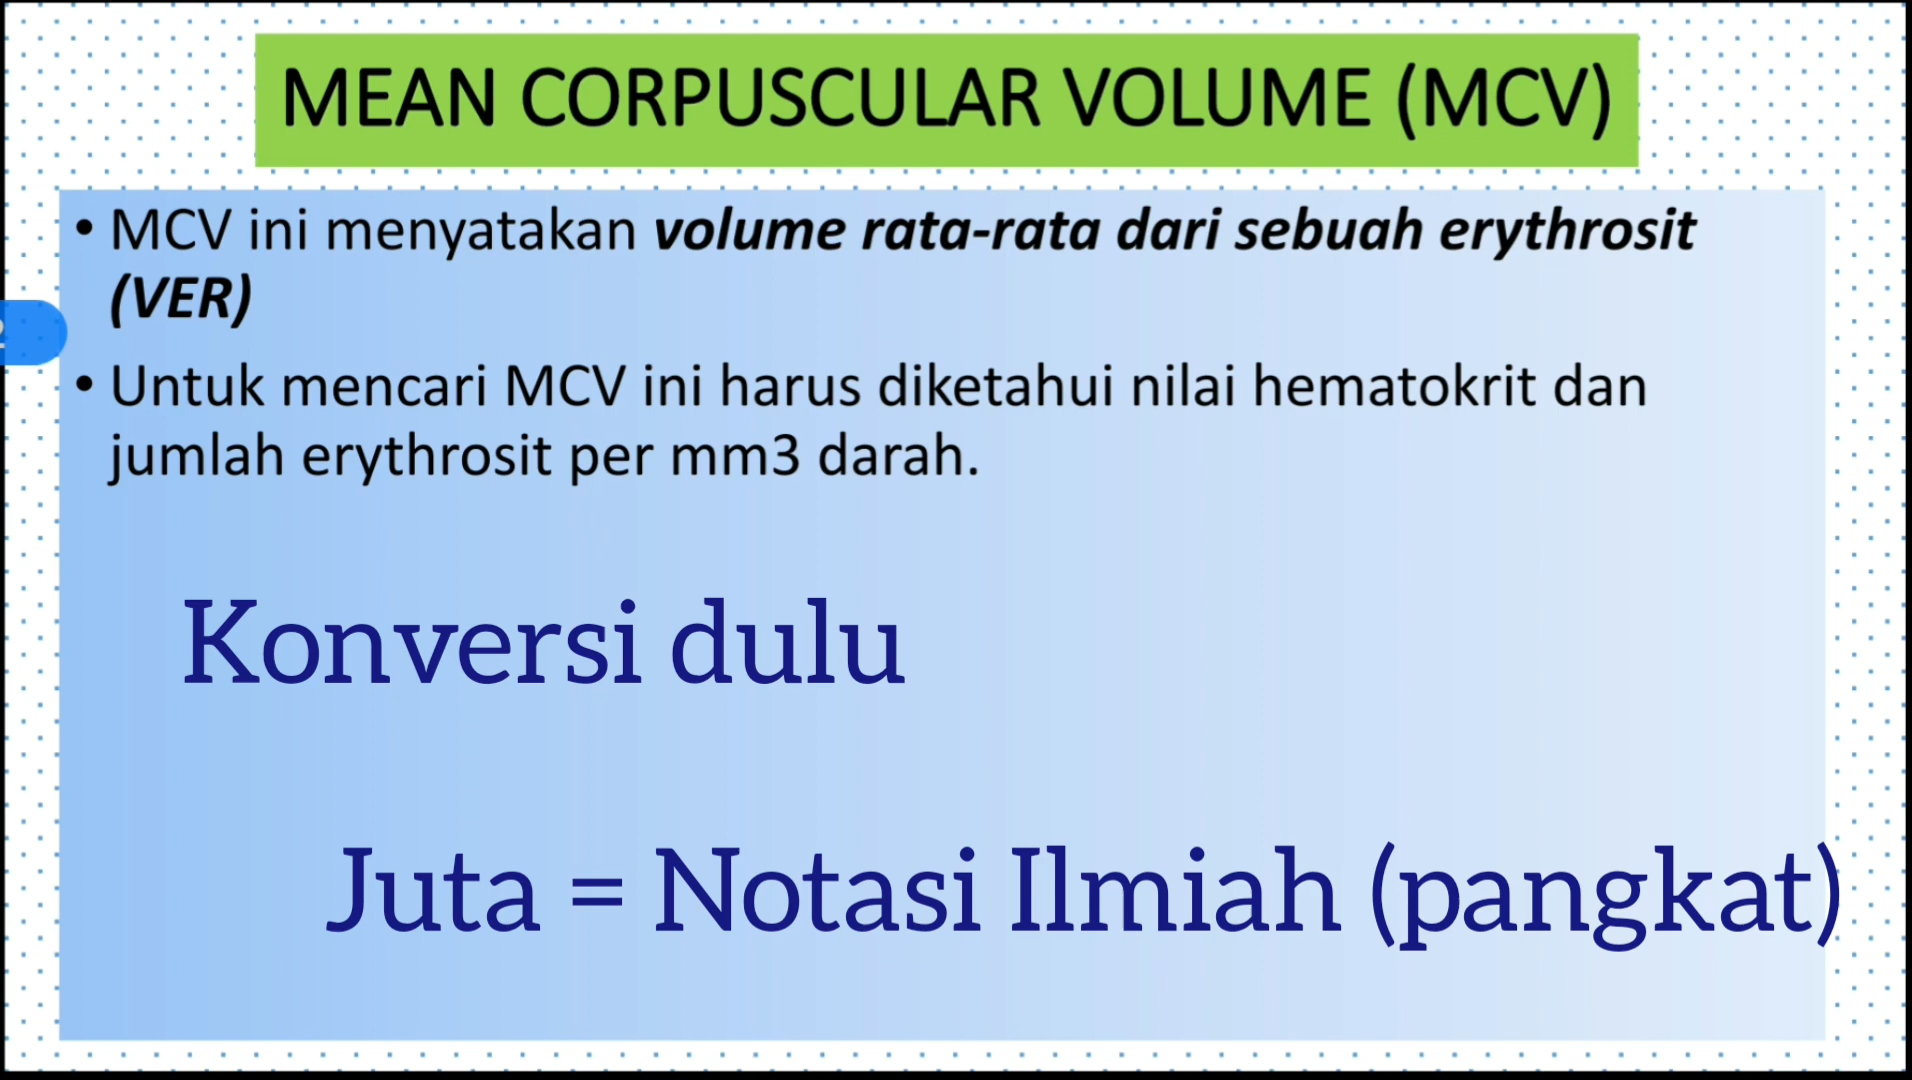 MEAN CORPUSCULAR VOLUME (MCV)
• MCV ini menyatakan volume rata-rata dari sebuah erythrosit
(VER)
• Untuk mencari MCV ini harus diketahui nilai hematokrit dan
jumlah erythrosit per mm3 darah.
Konversi dulu
Juta = Notasi Ilmiah (pangkat)